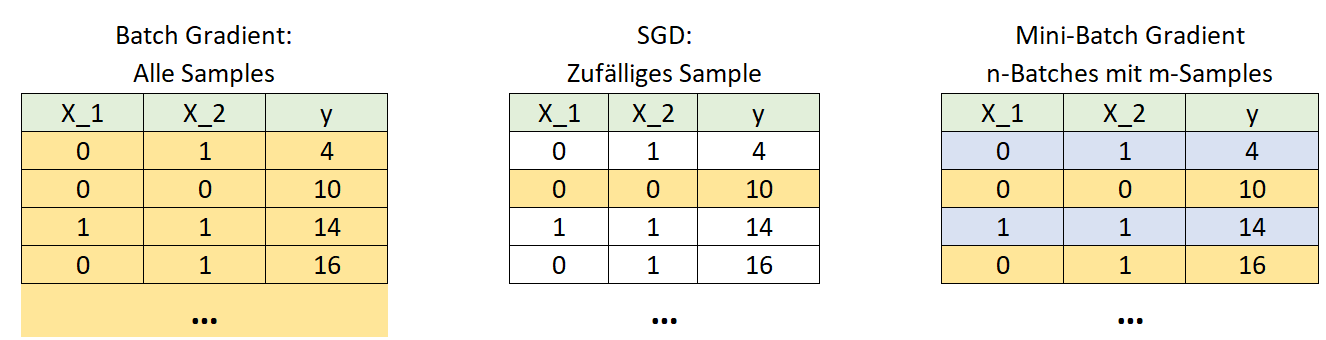 Batch Gradient:
Alle Samples
X_1 X_2 y
0 1 4
0 0 10
1 1 14
0 1 16
...
SGD:
Zufälliges Sample
X_1 X_2 y
0 1 4
0 0 10
1 1 14
0 1 16
...
Mini-Batch Gradient
n-Batches mit m-Samples
X_1 X_2 y
0 1 4
0 0 10
1 1 14
0 1 16
...